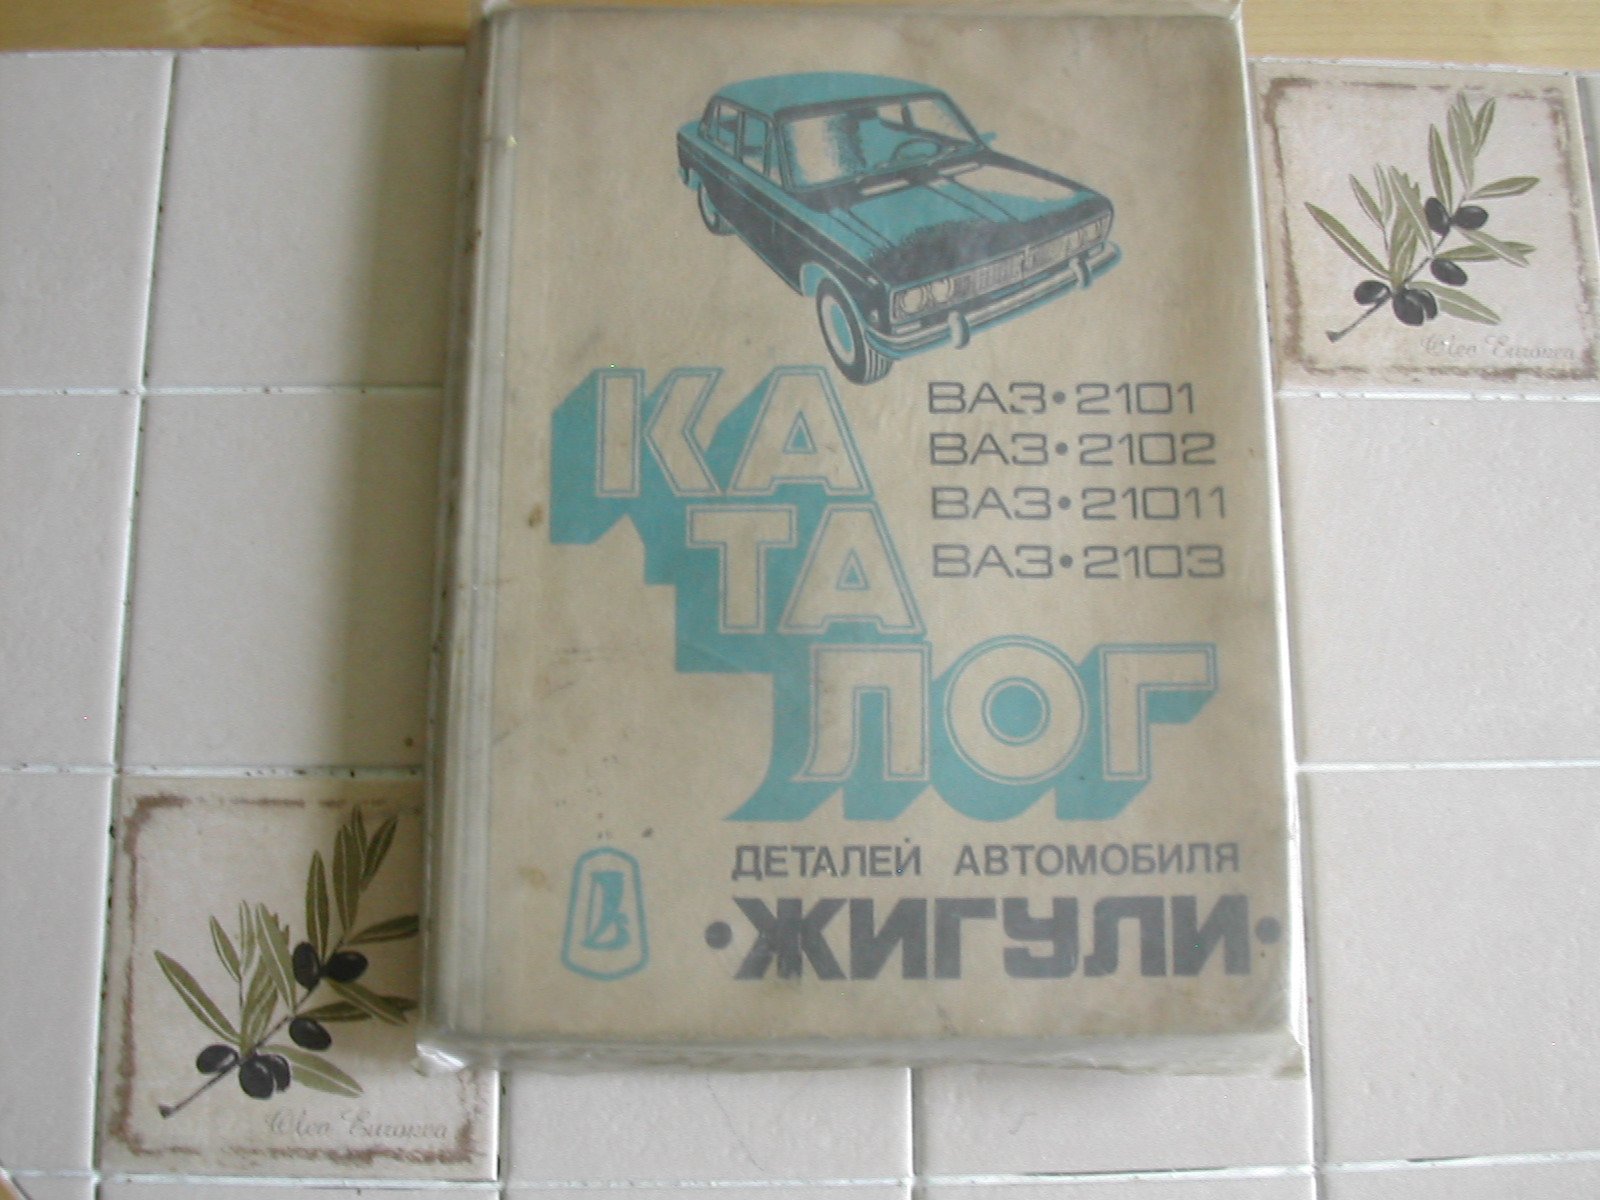 КА
ТА
ЛОГ
ВАЗ•2101
ВАЗ•2102
ВАЗ•21011
ВАЗ•2103
ДЕТАЛЕЙ АВТОМОБИЛЯ
•ЖИГУЛИ•